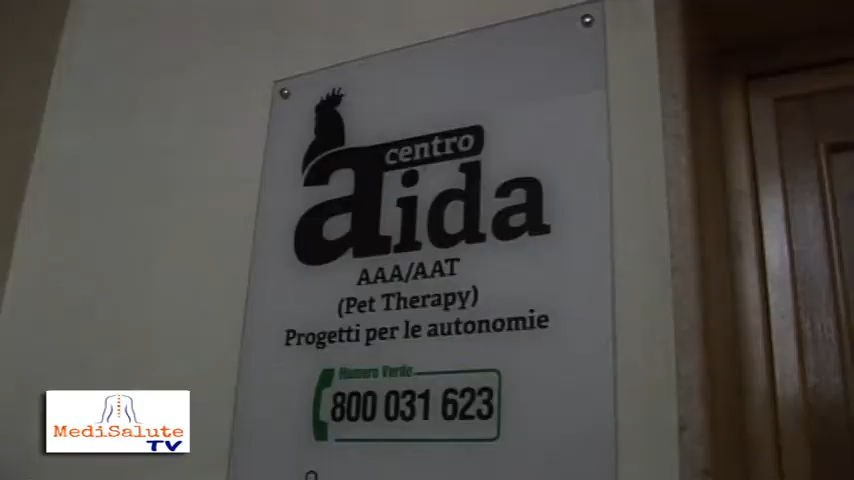 centro
aida
AAA/AAT
(Pet Therapy)
Progetti per le autonomie
Numero Verde
800 031 623
MediSalute
TV